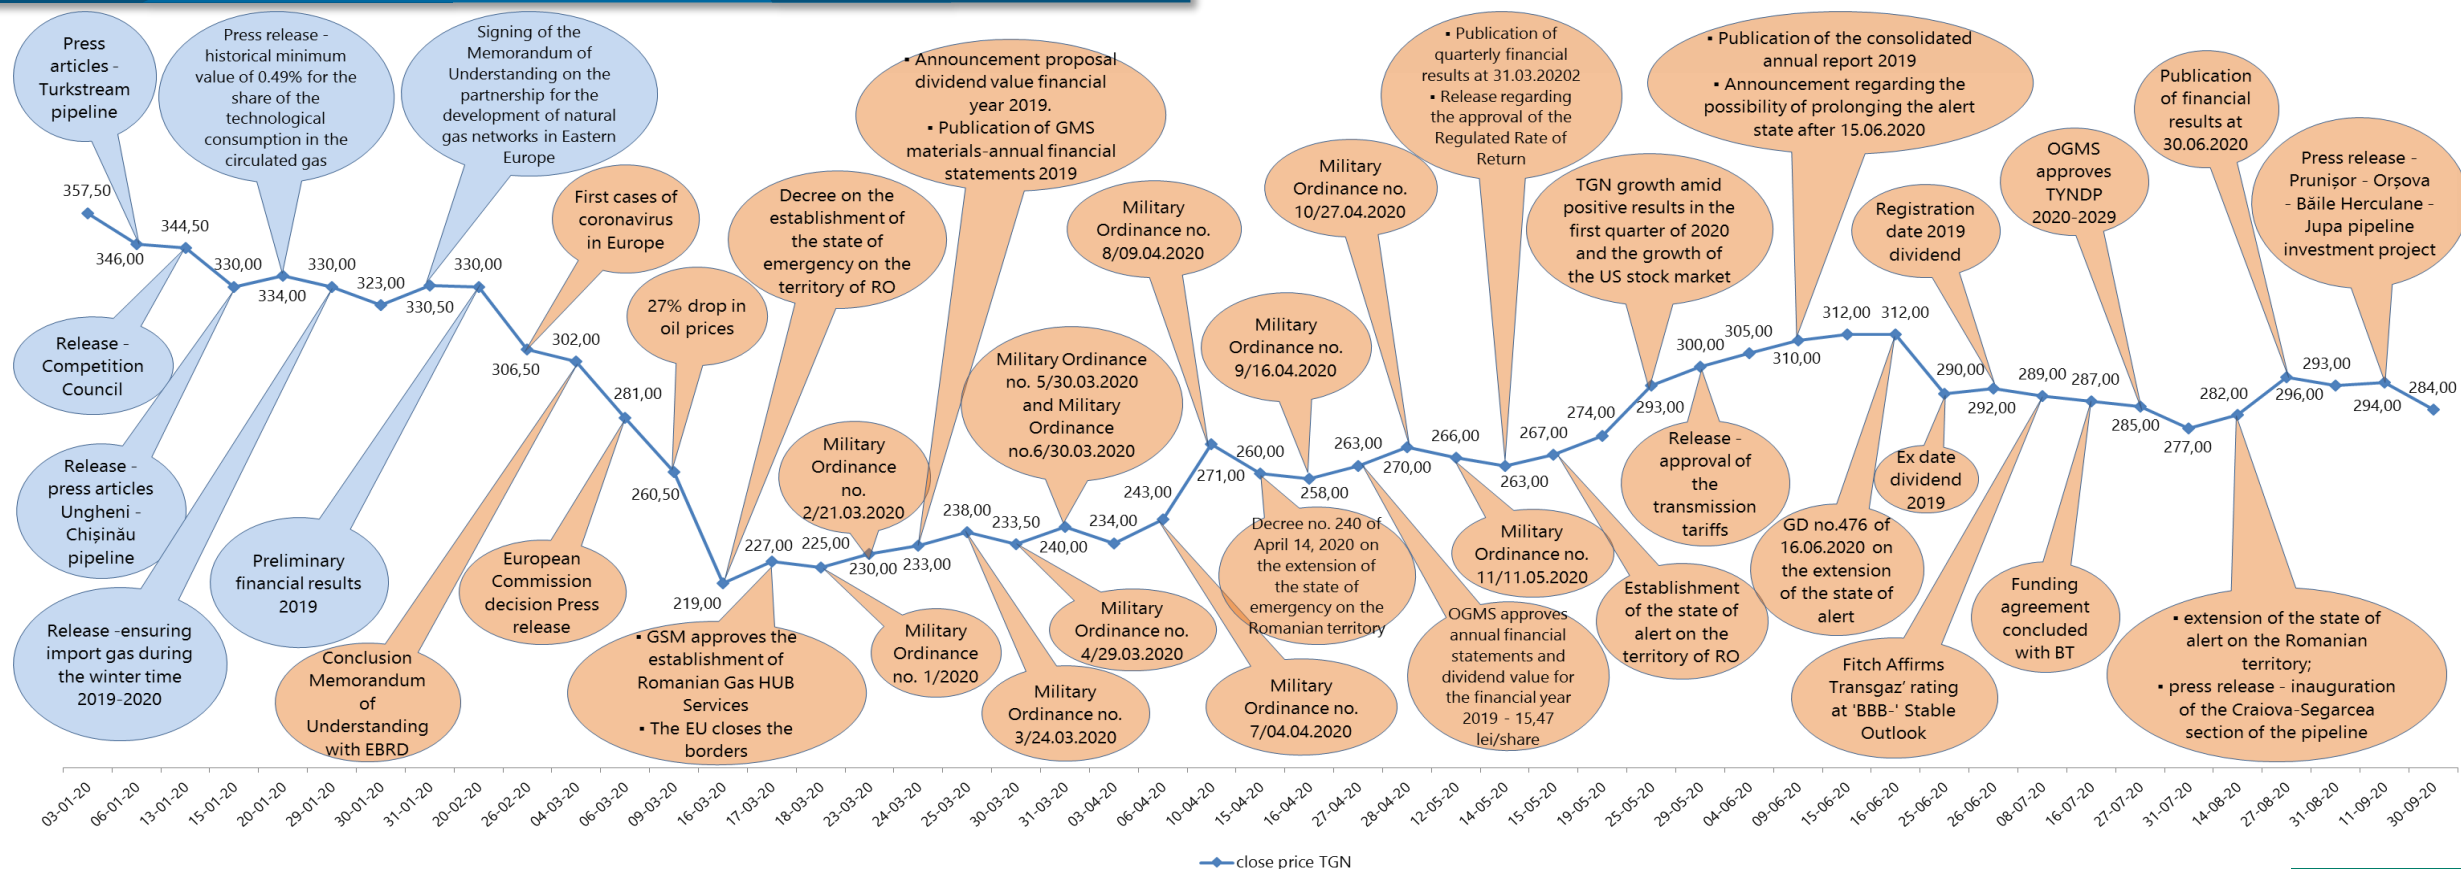 Press
articles -
Turkstream
pipeline
Press release -
historical minimum
value of 0.49% for the
share of the
technological
consumption in the
circulated gas
Signing of the
Memorandum of
Understanding on the
partnership for the
development of natural
gas networks in Eastern
Europe
First cases of
coronavirus
in Europe
27% drop in
oil prices
Decree on the
establishment of
the state of
emergency on the
territory of RO
▪ Announcement proposal
dividend value financial
year 2019.
▪ Publication of GMS
materials-annual financial
statements 2019
Military
Ordinance
no.
2/21.03.2020
Military Ordinance
no. 5/30.03.2020
and Military
Ordinance
no.6/30.03.2020
Military
Ordinance no.
8/09.04.2020
Military
Ordinance no.
9/16.04.2020
Military
Ordinance no.
10/27.04.2020
▪ Publication of
quarterly financial
results at 31.03.20202
▪ Release regarding
the approval of the
Regulated Rate of
Return
TGN growth amid
positive results in the
first quarter of 2020
and the growth of
the US stock market
▪ Publication of the consolidated
annual report 2019
▪ Announcement regarding the
possibility of prolonging the alert
state after 15.06.2020
Registration
date 2019
dividend
OGMS
approves
TYNDP
2020-2029
Publication
of financial
results at
30.06.2020
Press release -
Prunișor - Orșova
- Băile Herculane -
Jupa pipeline
investment project
357,50
346,00
344,50
330,00
334,00
330,00
323,00
330,50
330,00
306,50
302,00
281,00
260,50
219,00
227,00
225,00
230,00
233,00
238,00
233,50
240,00
234,00
243,00
271,00
260,00
258,00
263,00
270,00
266,00
263,00
267,00
274,00
293,00
300,00
305,00
310,00
312,00
312,00
290,00
292,00
289,00
287,00
285,00
277,00
282,00
296,00
293,00
294,00
284,00
Release -
Competition
Council
Release -
press articles
Ungheni -
Chișinău
pipeline
Release -ensuring
import gas during
the winter time
2019-2020
Preliminary
financial results
2019
Conclusion
Memorandum
of
Understanding
with EBRD
European
Commission
decision Press
release
▪ GSM approves the
establishment of
Romanian Gas HUB
Services
▪ The EU closes the
borders
Military
Ordinance
no. 1/2020
Military
Ordinance no.
3/24.03.2020
Military
Ordinance no.
4/29.03.2020
Military
Ordinance no.
7/04.04.2020
Decree no. 240 of
April 14, 2020 on
the extension of
the state of
emergency on the
Romanian territory
OGMS approves
annual financial
statements and
dividend value for
the financial year
2019 - 15,47
lei/share
Military
Ordinance no.
11/11.05.2020
Establishment
of the state of
alert on the
territory of RO
Release -
approval of
the
transmission
tariffs
GD no.476 of
16.06.2020 on
the extension
of the state of
alert
Ex date
dividend
2019
Fitch Affirms
Transgaz’ rating
at 'BBB-' Stable
Outlook
Funding
agreement
concluded
with BT
▪ extension of the state of
alert on the Romanian
territory;
▪ press release - inauguration
of the Craiova-Segarcea
section of the pipeline
03-01-20
06-01-20
13-01-20
15-01-20
20-01-20
29-01-20
30-01-20
31-01-20
20-02-20
26-02-20
04-03-20
06-03-20
09-03-20
16-03-20
17-03-20
18-03-20
23-03-20
24-03-20
25-03-20
30-03-20
31-03-20
03-04-20
06-04-20
10-04-20
15-04-20
16-04-20
27-04-20
28-04-20
12-05-20
14-05-20
15-05-20
19-05-20
25-05-20
29-05-20
04-06-20
09-06-20
15-06-20
16-06-20
25-06-20
26-06-20
08-07-20
16-07-20
27-07-20
31-07-20
14-08-20
27-08-20
31-08-20
11-09-20
30-09-20
close price TGN